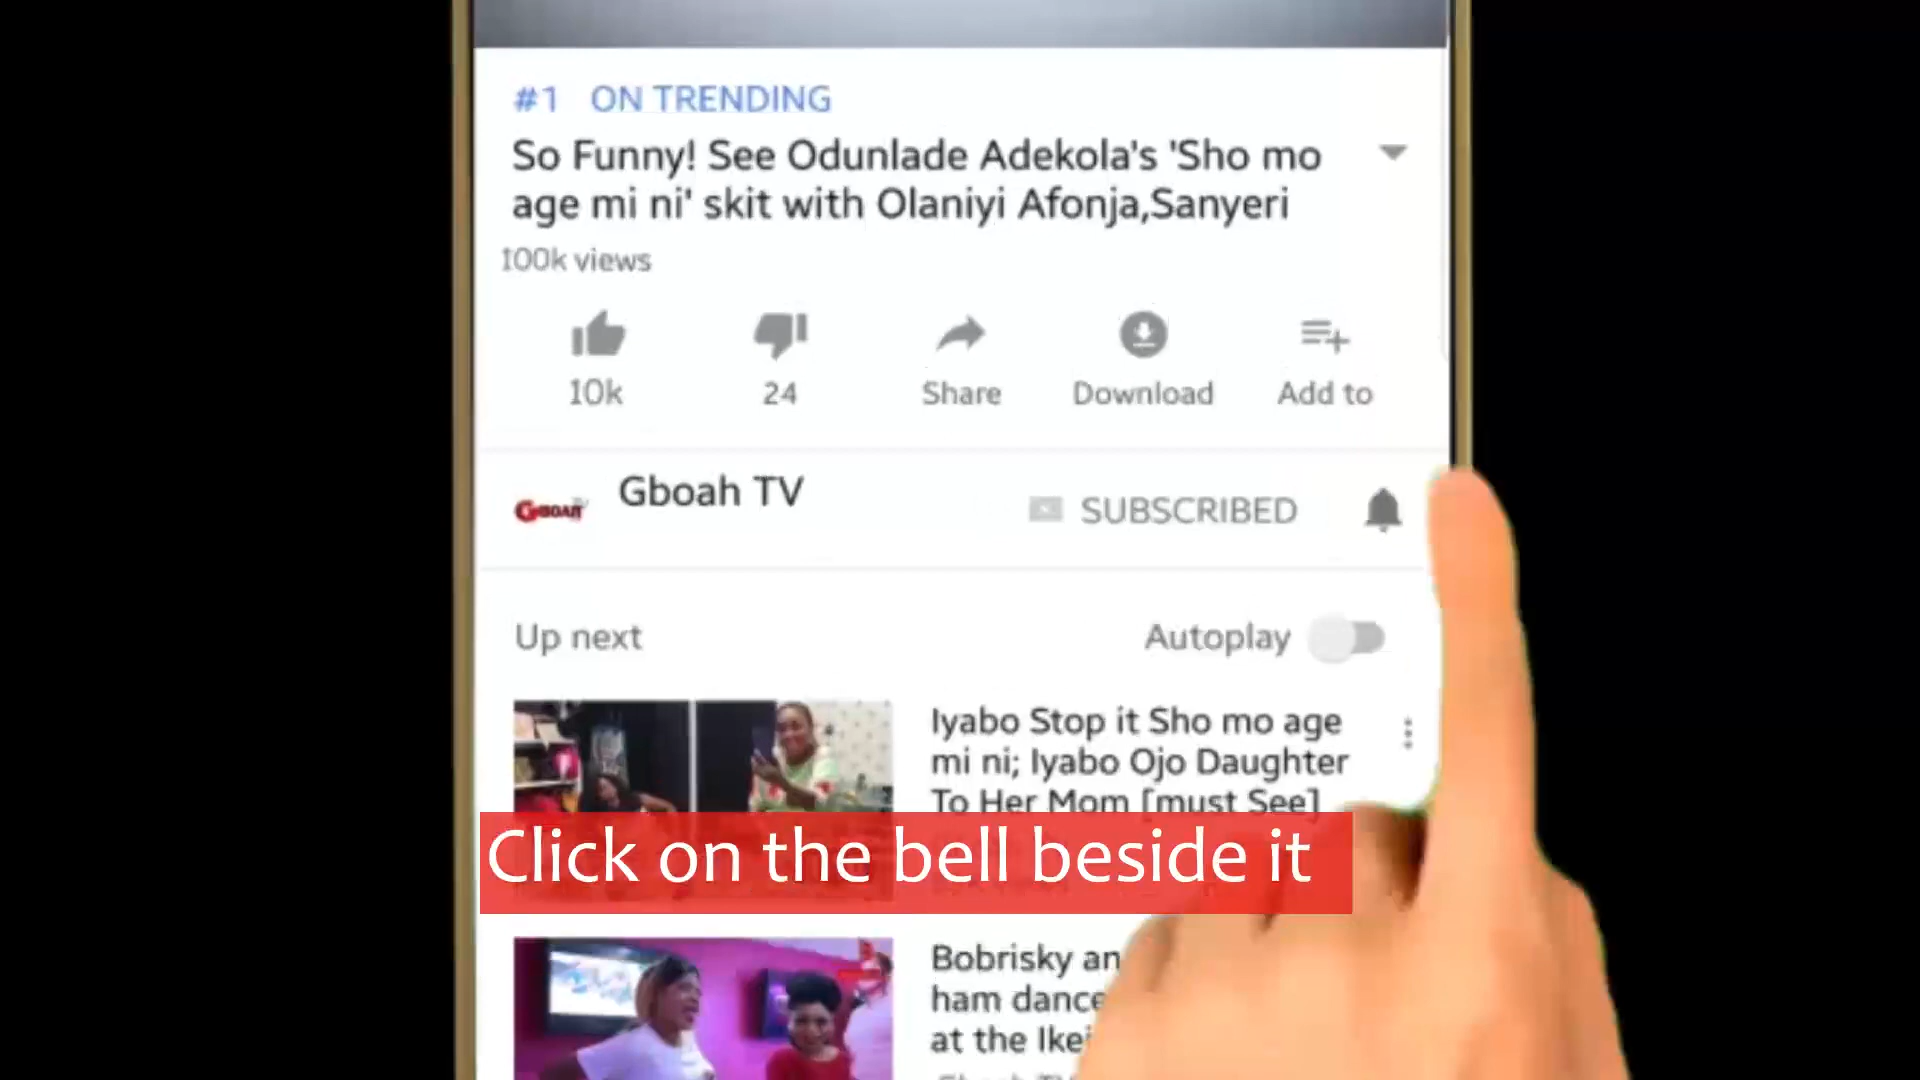 #1 ON TRENDING
So Funny! See Odunlade Adekola's 'Sho mo
age mi ni' skit with Olaniyi Afonja,Sanyeri
100k views
10k
24
Share
Download
Add to
GBOAH TV
Gboah TV
SUBSCRIBED
Up next
Autoplay
Iyabo Stop it Sho mo age
mi ni; Iyabo Ojo Daughter
To Her Mom [must See]
Click on the bell beside it
Bobrisky an
ham dance
at the Ike